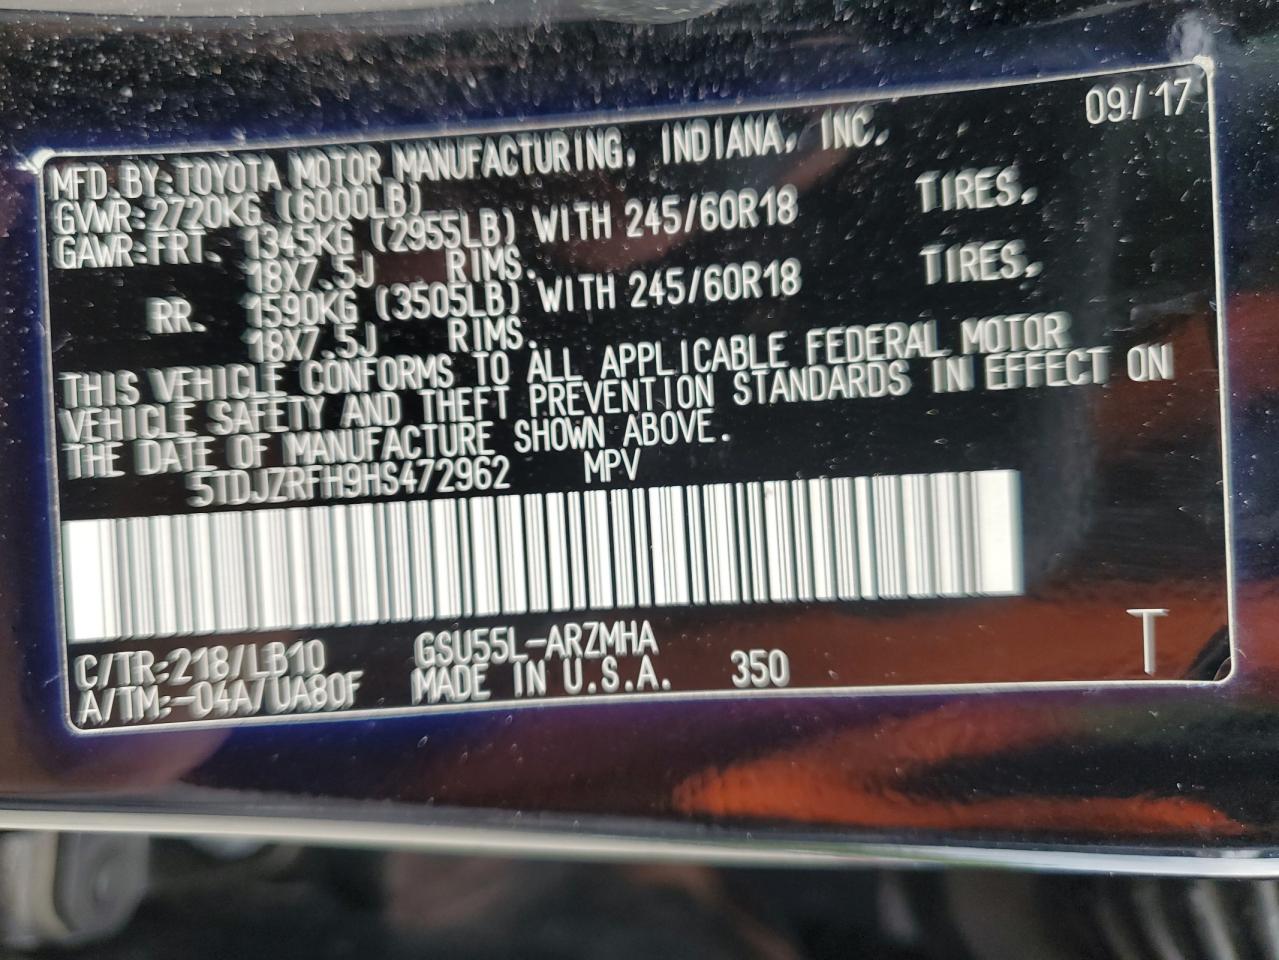 09/17
MFD.BY:TOYOTA MOTOR MANUFACTURING, INDIANA, INC.
GVWR:2720KG (6000LB)
GAWR:FRT. 1345KG (2955LB) WITH 245/60R18 TIRES,
18X7.5J RIMS.
RR. 1590KG (3505LB) WITH 245/60R18 TIRES,
18X7.5J RIMS.
THIS VEHICLE CONFORMS TO ALL APPLICABLE FEDERAL MOTOR
VEHICLE SAFETY AND THEFT PREVENTION STANDARDS IN EFFECT ON
THE DATE OF MANUFACTURE SHOWN ABOVE.
5TDJZRFH9HS472962 MPV
C/TR:218/LB10 GSU55L-ARZMHA
A/TM:-04A/UA80F MADE IN U.S.A. 350
T